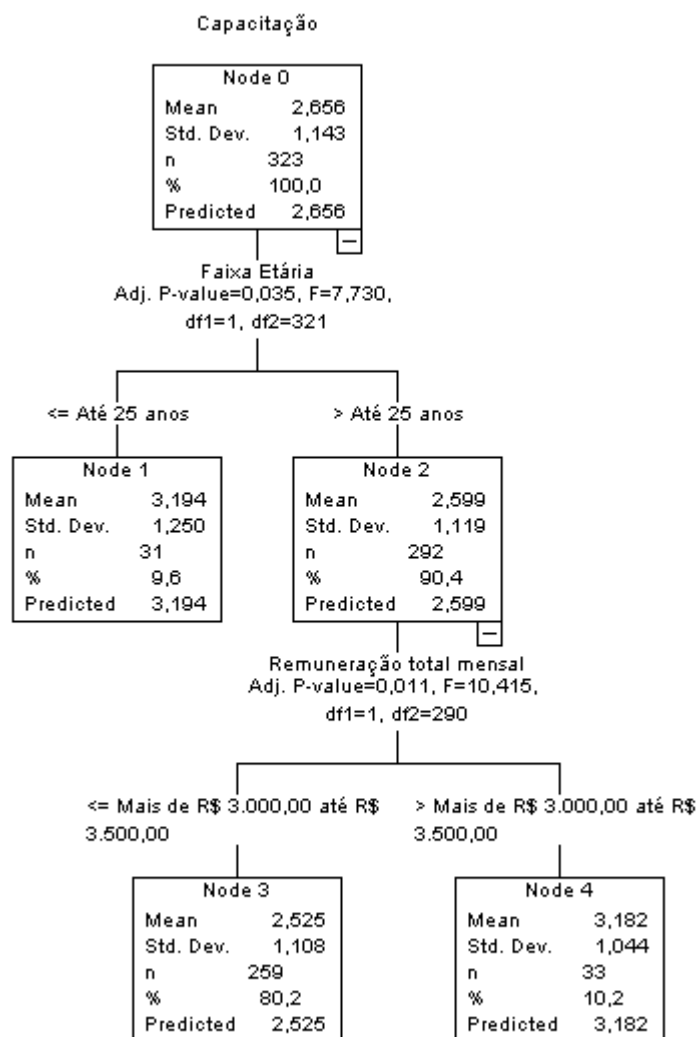 Capacitação
Node 0
Mean 2,656
Std. Dev. 1,143
n 323
% 100,0
Predicted 2,656
Faixa Etária
Adj. P-value=0,035, F=7,730,
df1=1, df2=321
<= Até 25 anos
> Até 25 anos
Node 1
Mean 3,194
Std. Dev. 1,250
n 31
% 9,6
Predicted 3,194
Node 2
Mean 2,599
Std. Dev. 1,119
n 292
% 90,4
Predicted 2,599
Remuneração total mensal
Adj. P-value=0,011, F=10,415,
df1=1, df2=290
<= Mais de R$ 3.000,00 até R$
3.500,00
> Mais de R$ 3.000,00 até R$
3.500,00
Node 3
Mean 2,525
Std. Dev. 1,108
n 259
% 80,2
Predicted 2,525
Node 4
Mean 3,182
Std. Dev. 1,044
n 33
% 10,2
Predicted 3,182